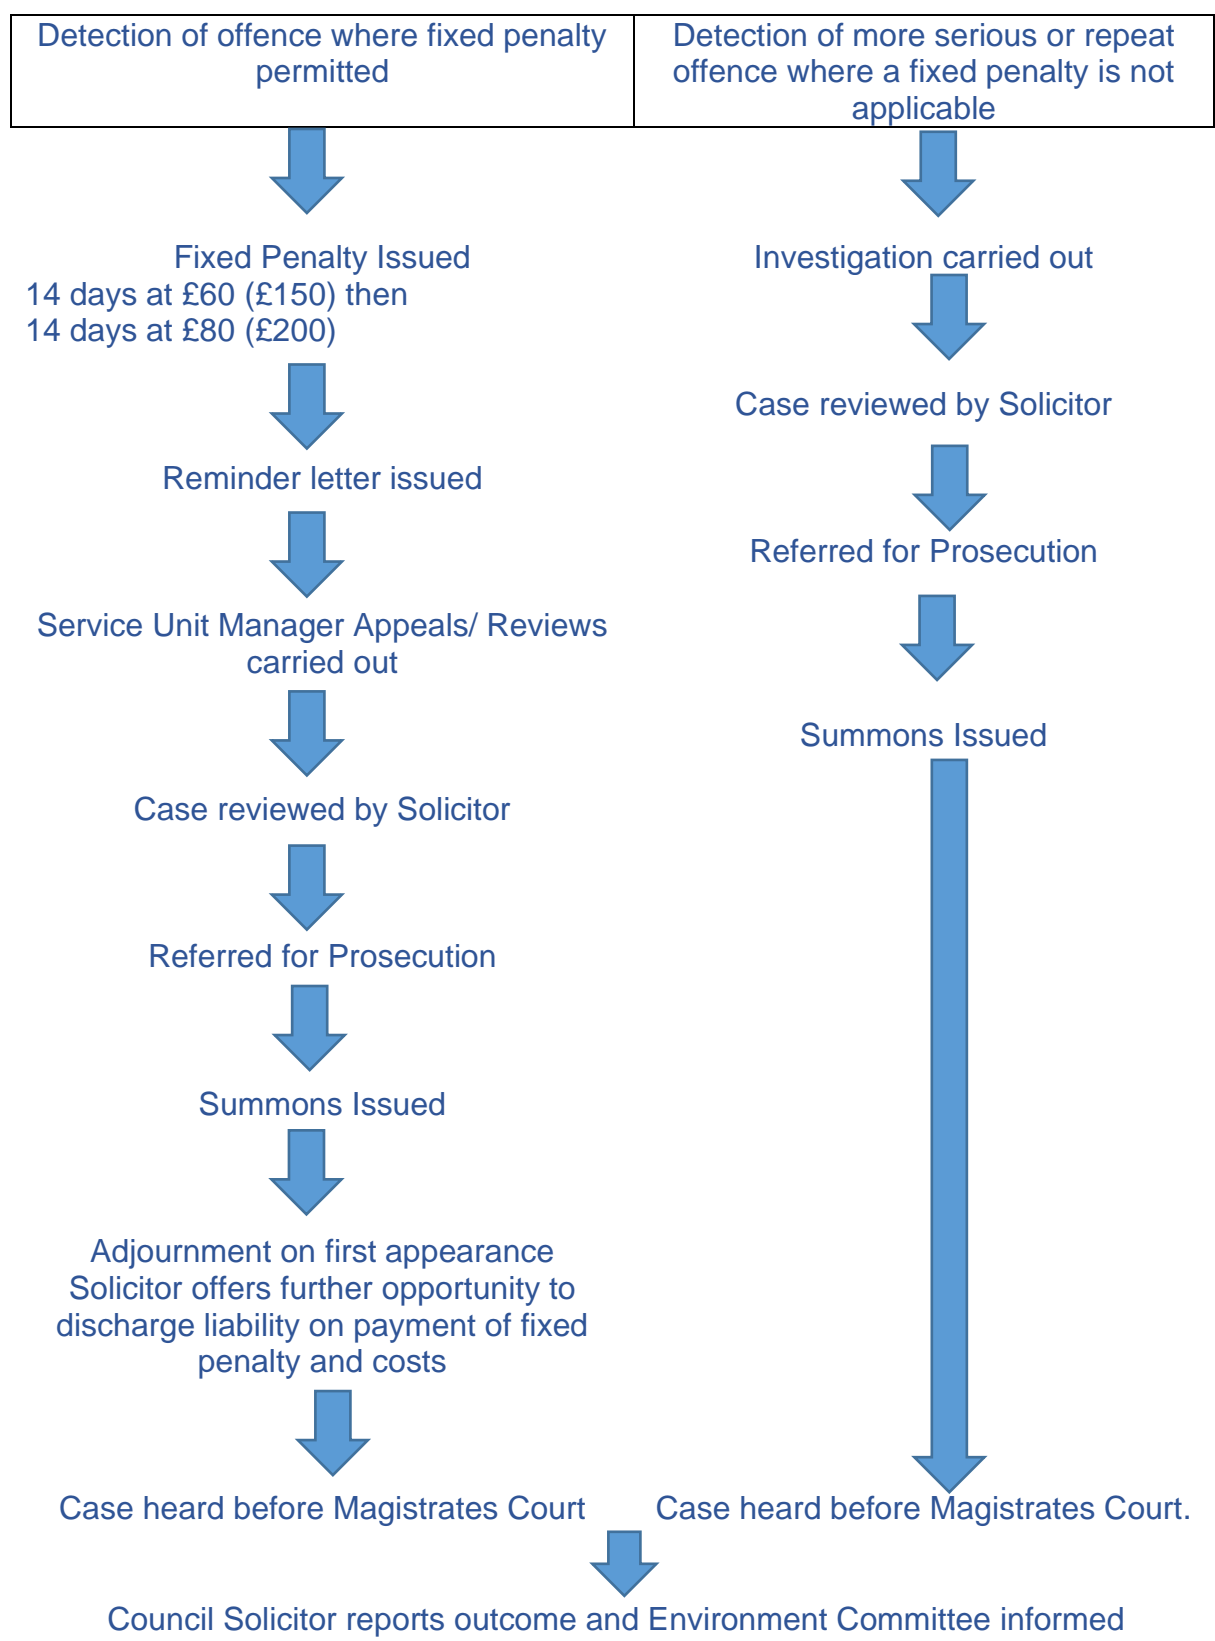 Detection of offence where fixed penalty
permitted
Detection of more serious or repeat
offence where a fixed penalty is not
applicable
Fixed Penalty Issued
14 days at £60 (£150) then
14 days at £80 (£200)
Reminder letter issued
Service Unit Manager Appeals/ Reviews
carried out
Case reviewed by Solicitor
Referred for Prosecution
Summons Issued
Adjournment on first appearance
Solicitor offers further opportunity to
discharge liability on payment of fixed
penalty and costs
Case heard before Magistrates Court
Investigation carried out
Case reviewed by Solicitor
Referred for Prosecution
Summons Issued
Case heard before Magistrates Court.
Council Solicitor reports outcome and Environment Committee informed